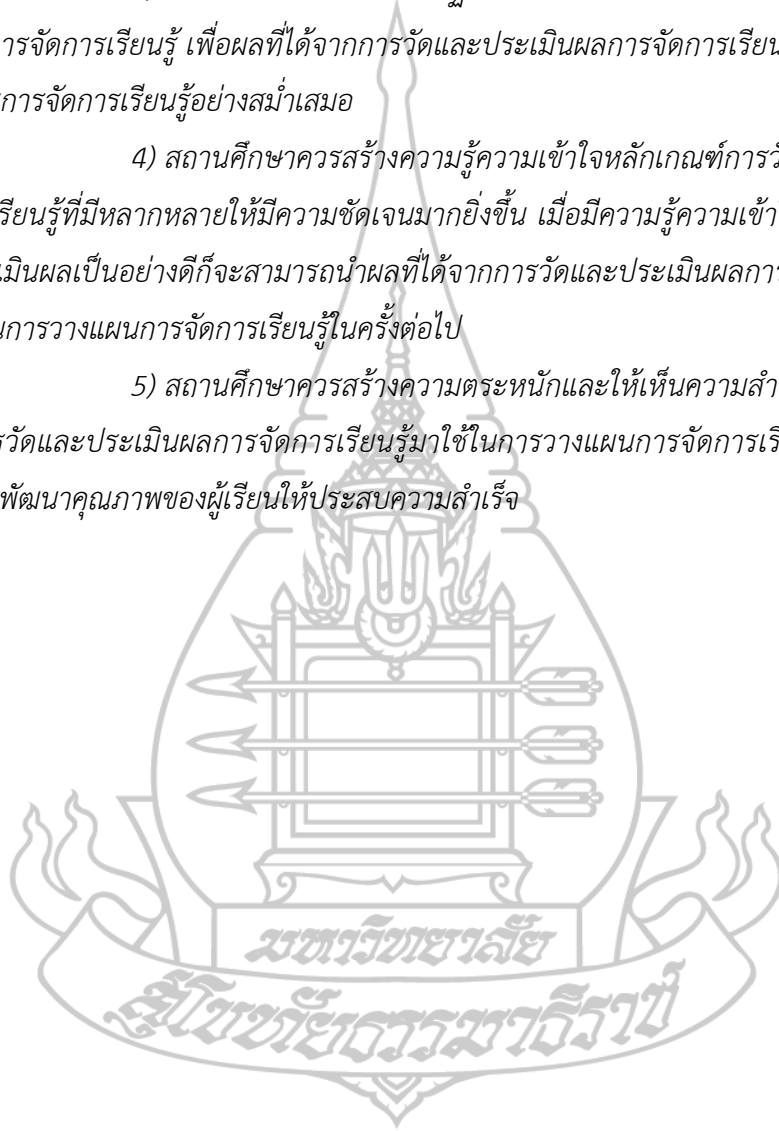 การจัดการเรียนรู้ เพื่อผลที่ได้จากการวัดและประเมินผลการจัดการเรียน
การจัดการเรียนรู้อย่างสม่ำเสมอ
4) สถานศึกษาควรสร้างความรู้ความเข้าใจหลักเกณฑ์การวั
รียนรู้ที่มีหลากหลายให้มีความชัดเจนมากยิ่งขึ้น เมื่อมีความรู้ความเข้า
เมินผลเป็นอย่างดีก็จะสามารถนำผลที่ได้จากการวัดและประเมินผลการ
นการวางแผนการจัดการเรียนรู้ในครั้งต่อไป
5) สถานศึกษาควรสร้างความตระหนักและให้เห็นความสำ
รวัดและประเมินผลการจัดการเรียนรู้มาใช้ในการวางแผนการจัดการเรี
พัฒนาคุณภาพของผู้เรียนให้ประสบความสำเร็จ
มหาวิทยาลัย
สุโขทัยธรรมาธิราช